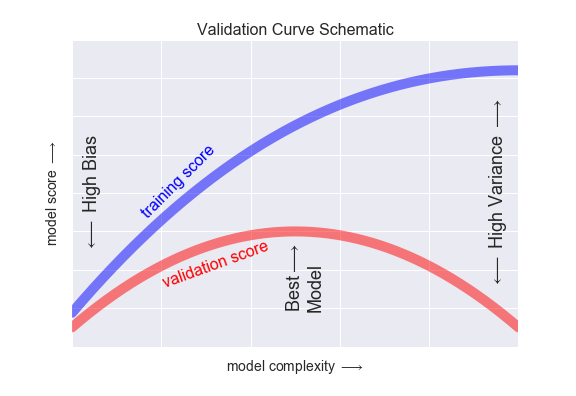 Validation Curve Schematic
model score ⟶
⟵ High Bias
training score
validation score
Best ⟶
Model
⟵ High Variance ⟶
model complexity ⟶